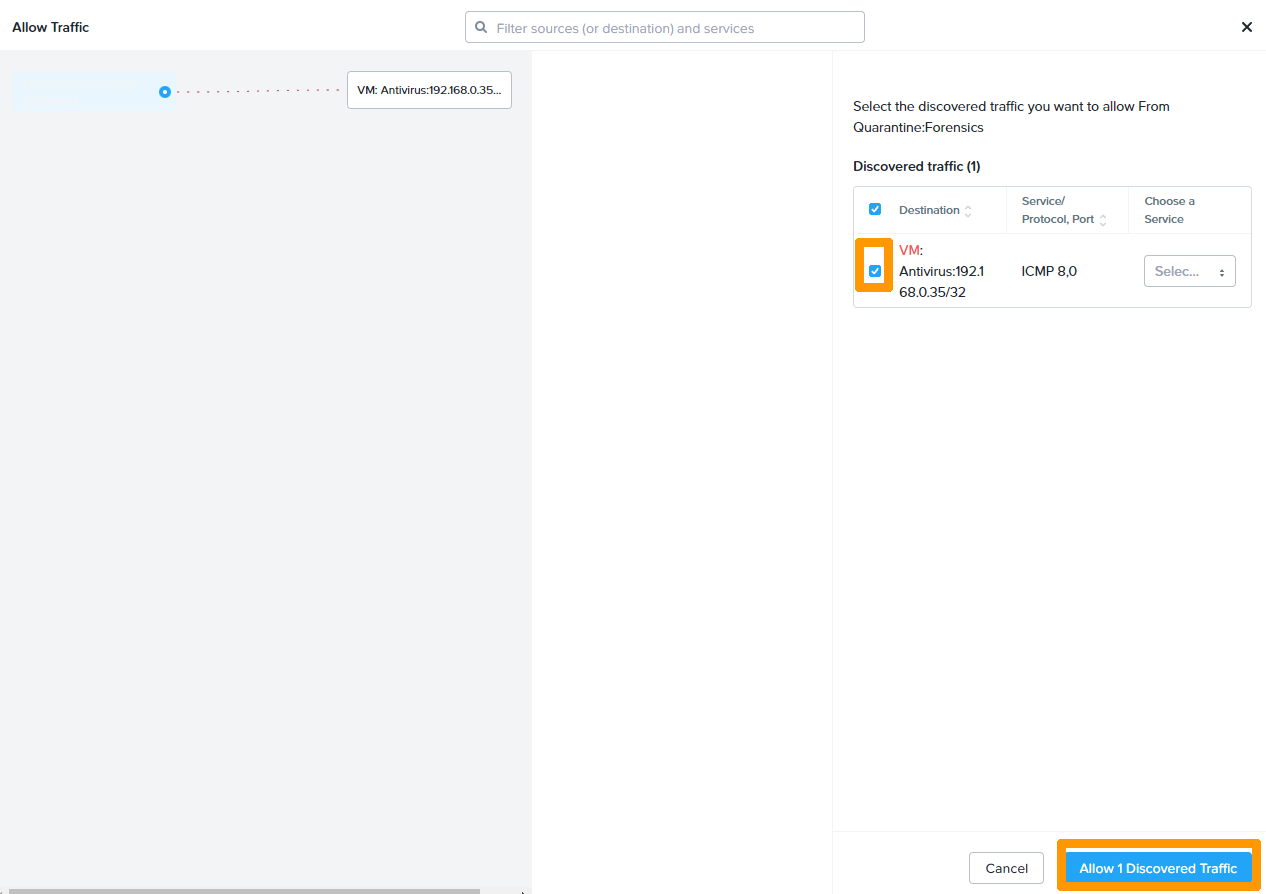 Allow Traffic
Filter sources (or destination) and services
VM: Antivirus:192.168.0.35...
Select the discovered traffic you want to allow From
Quarantine:Forensics
Discovered traffic (1)
Destination
Service/
Protocol, Port
Choose a
Service
VM:
Antivirus:192.1
68.0.35/32
ICMP 8,0
Selec...
Cancel
Allow 1 Discovered Traffic